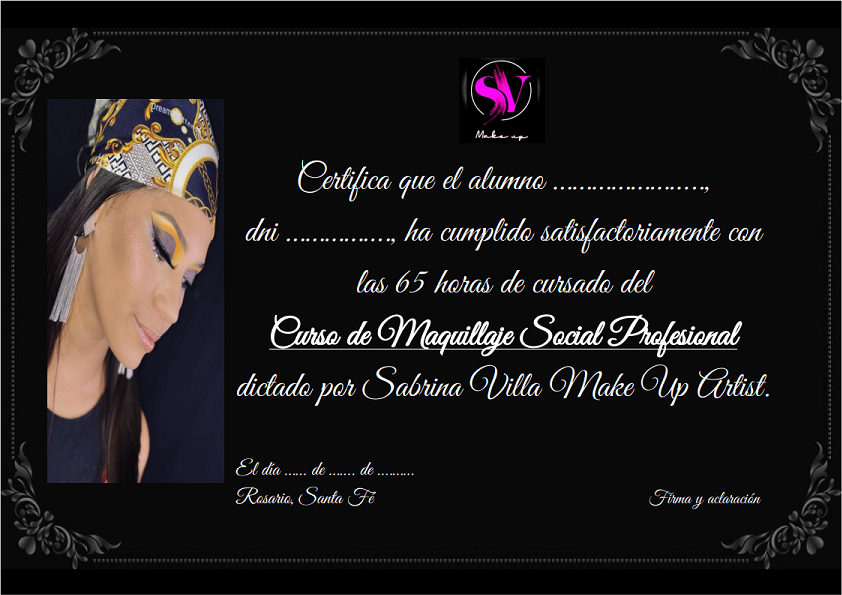 SV
Make up
Certifica que el alumno ........................,
dni ..................., ha cumplido satisfactoriamente con
las 65 horas de cursado del
Curso de Maquillaje Social Profesional
dictado por Sabrina Villa Make Up Artist.
El día ...... de ....... de ..........
Rosario, Santa Fé
Firma y aclaración